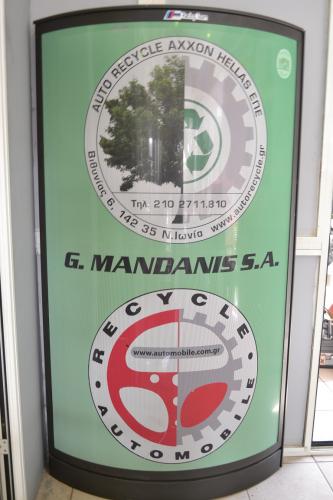 AUTO RECYCLE AXXON HELLAS ΕΠΕ
Τηλ: 210 2711.810
Βιθυνίας 6, 142 35 Ν.Ιωνία
www.autorecycle.gr
G. MANDANIS S.A.
RECYCLE
www.automobile.com.gr
AUTOMOBILE